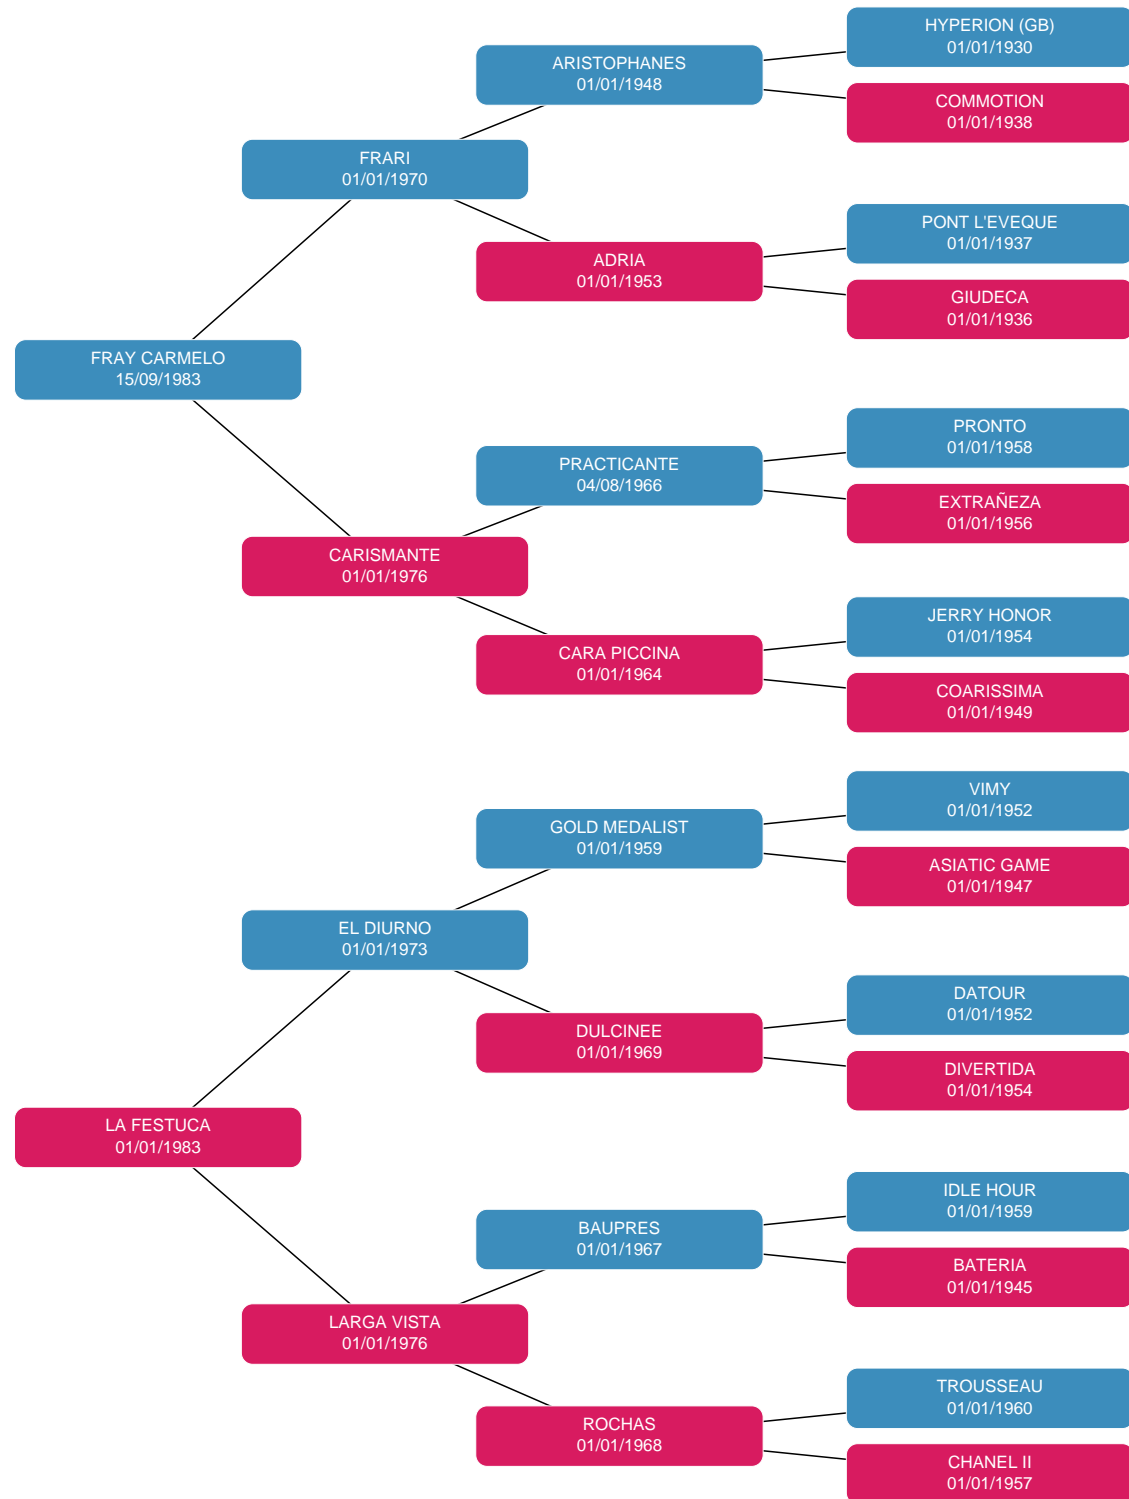 HYPERION (GB)
01/01/1930
ARISTOPHANES
01/01/1948
COMMOTION
01/01/1938
FRARI
01/01/1970
PONT L'EVEQUE
01/01/1937
ADRIA
01/01/1953
GIUDECA
01/01/1936
FRAY CARMELO
15/09/1983
PRONTO
01/01/1958
PRACTICANTE
04/08/1966
EXTRAÑEZA
01/01/1956
CARISMANTE
01/01/1976
JERRY HONOR
01/01/1954
CARA PICCINA
01/01/1964
COARISSIMA
01/01/1949
VIMY
01/01/1952
GOLD MEDALIST
01/01/1959
ASIATIC GAME
01/01/1947
EL DIURNO
01/01/1973
DATOUR
01/01/1952
DULCINEE
01/01/1969
DIVERTIDA
01/01/1954
LA FESTUCA
01/01/1983
IDLE HOUR
01/01/1959
BAUPRES
01/01/1967
BATERIA
01/01/1945
LARGA VISTA
01/01/1976
TROUSSEAU
01/01/1960
ROCHAS
01/01/1968
CHANEL II
01/01/1957